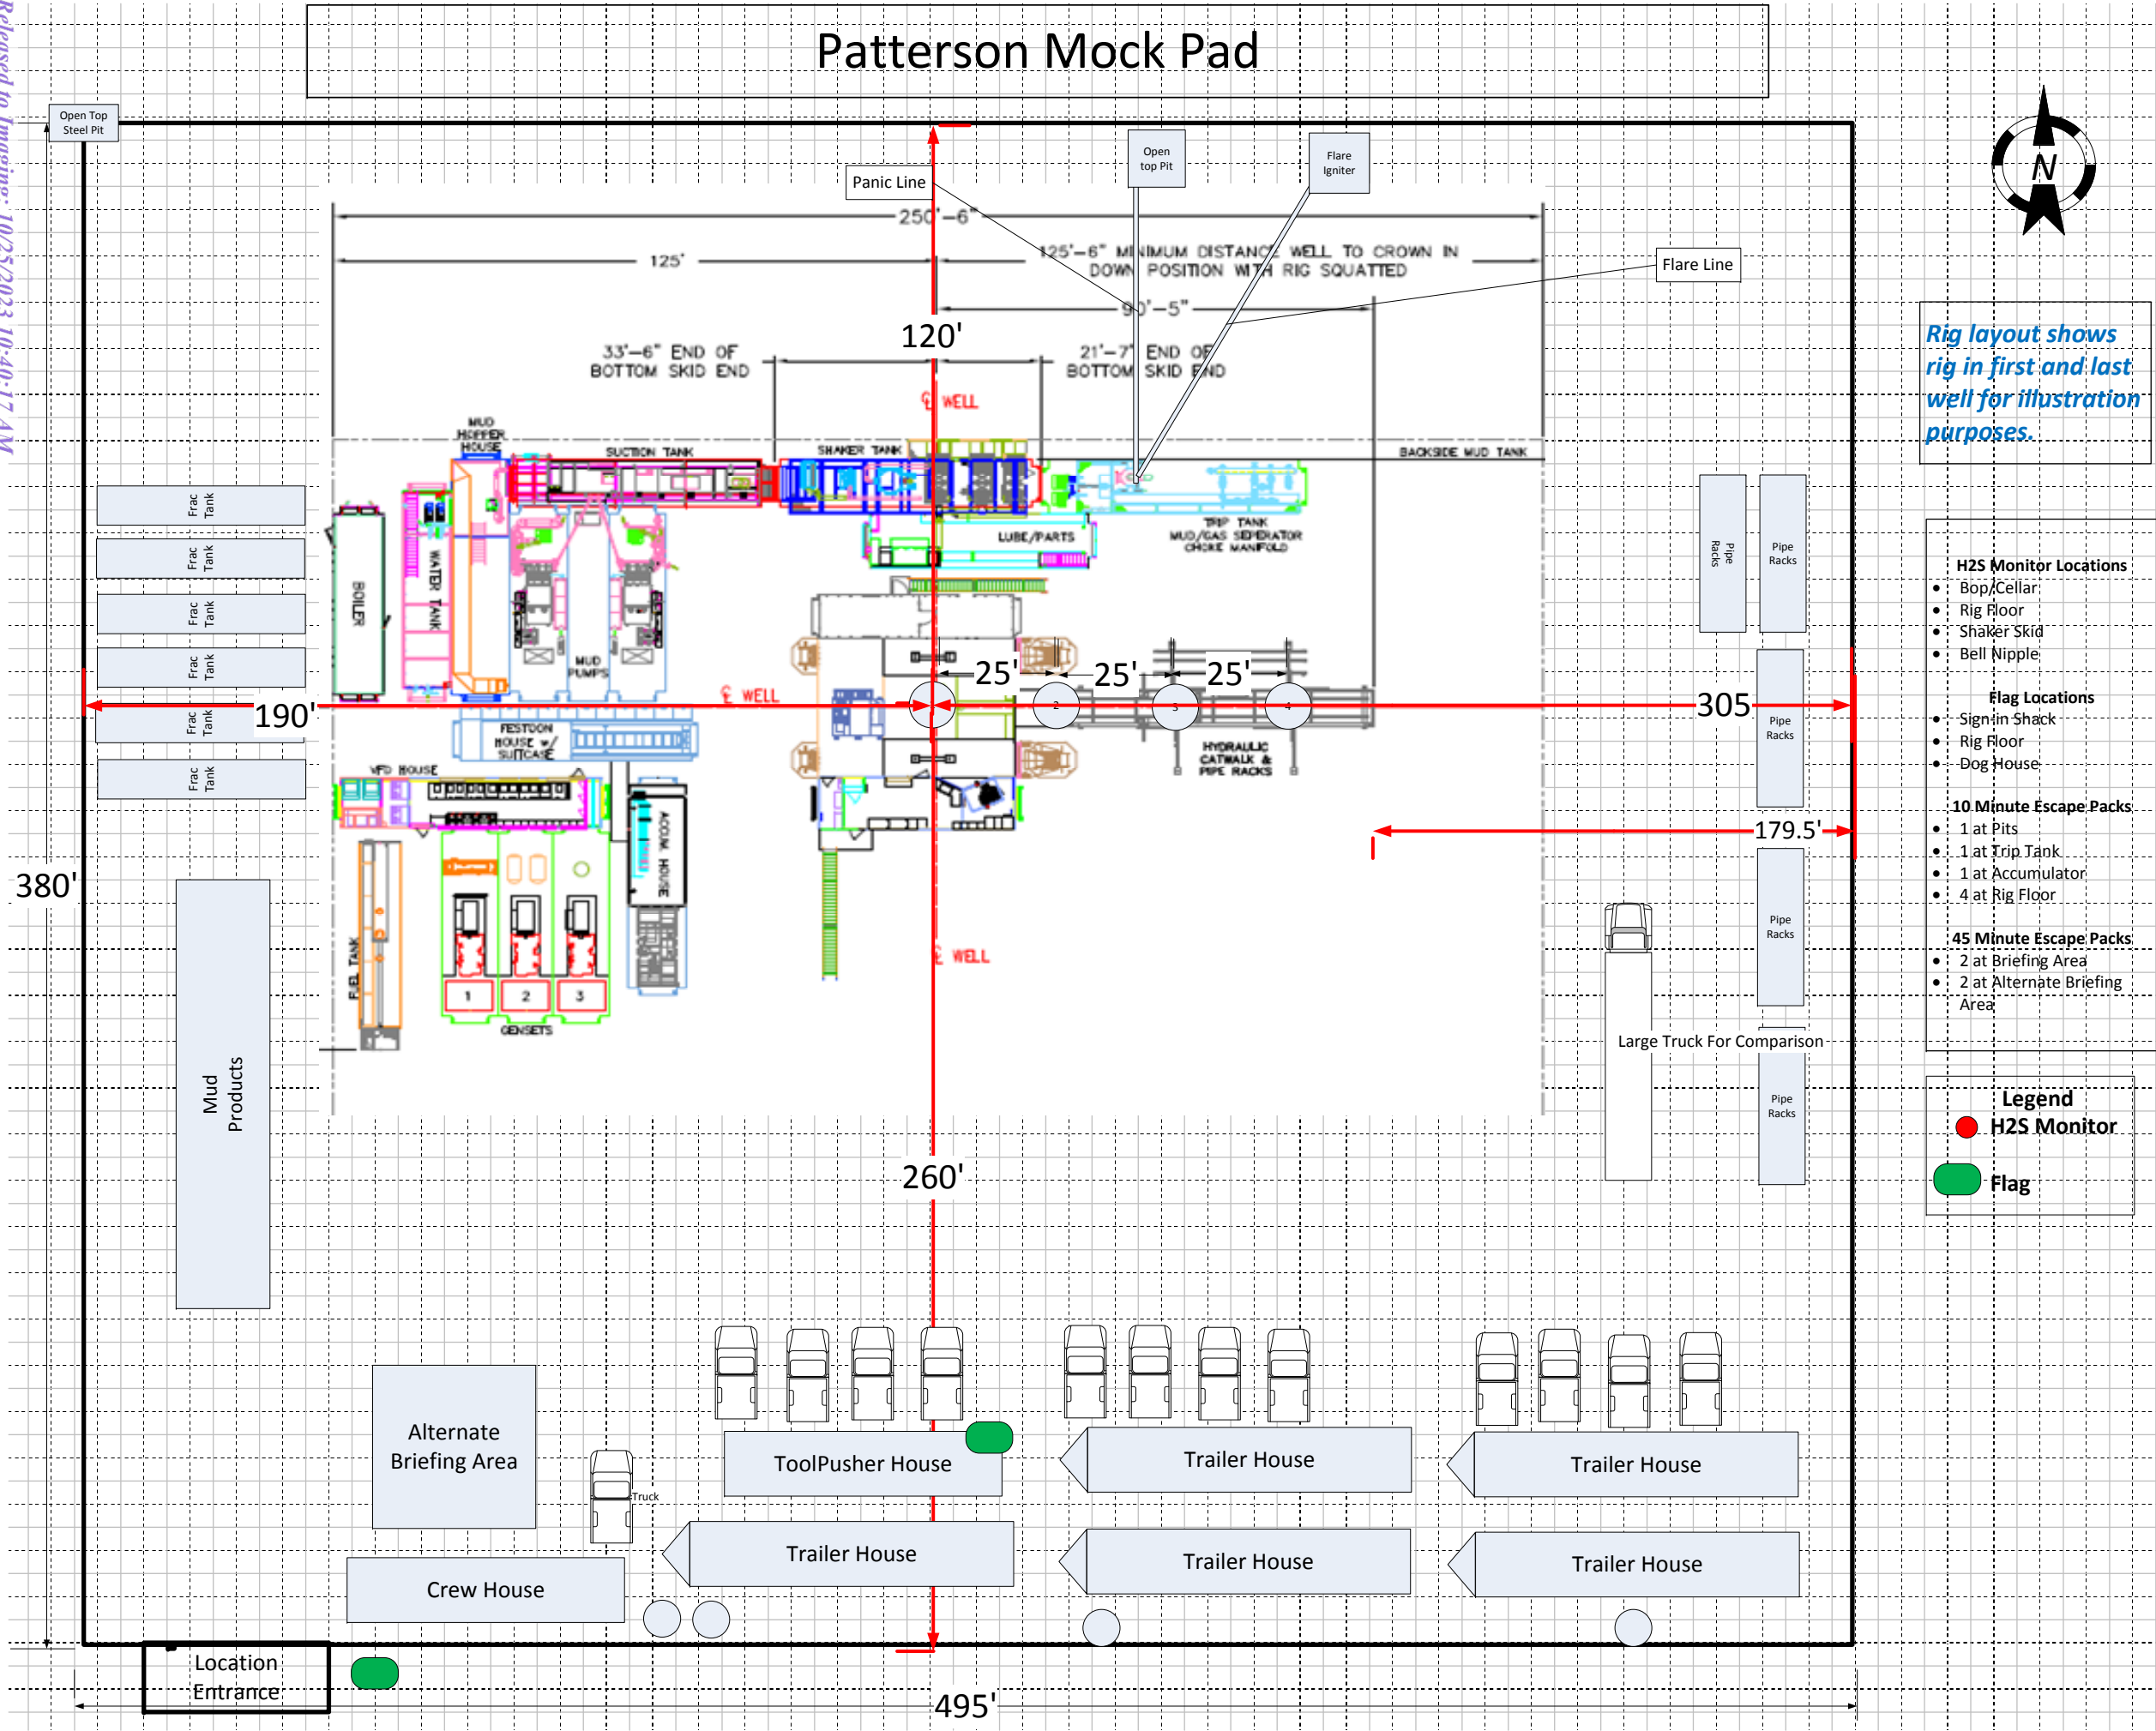 Released to Imaging: 10/25/2023 10:40:17 AM
Patterson Mock Pad
Open Top
Steel Pit
Open
top Pit
Flare
Igniter
N
Panic Line
250'-6"
125'
125'-6" MINIMUM DISTANCE WELL TO CROWN IN
DOWN POSITION WITH RIG SQUATTED
Flare Line
90'-5"
120'
33'-6" END OF
BOTTOM SKID END
21'-7" END OF
BOTTOM SKID END
Rig layout shows
rig in first and last
well for illustration
purposes.
℄ WELL
MUD
HOPPER
HOUSE
SUCTION TANK
SHAKER TANK
BACKSIDE MUD TANK
Frac
Tank
Frac
Tank
Frac
Tank
Frac
Tank
Frac
Tank
Frac
Tank
BOILER
WATER TANK
MUD
PUMPS
LUBE/PARTS
TRIP TANK
MUD/GAS SEPERATOR
CHOKE MANIFOLD
Pipe
Racks
Pipe
Racks
H2S Monitor Locations
• Bop/Cellar
• Rig Floor
• Shaker Skid
• Bell Nipple
Flag Locations
• Sign in Shack
• Rig Floor
• Dog House
10 Minute Escape Packs
• 1 at Pits
• 1 at Trip Tank
• 1 at Accumulator
• 4 at Rig Floor
45 Minute Escape Packs
• 2 at Briefing Area
• 2 at Alternate Briefing
Area
25'
25'
25'
℄ WELL
190'
2
3
4
305
Pipe
Racks
FESTOON
HOUSE w/
SUITCASE
HYDRAULIC
CATWALK &
PIPE RACKS
VFD HOUSE
ACCUM. HOUSE
179.5'
380'
Pipe
Racks
FUEL TANK
℄ WELL
1
2
3
GENSETS
Large Truck For Comparison
Pipe
Racks
Mud
Products
Legend
H2S Monitor
Flag
260'
Alternate
Briefing Area
Truck
ToolPusher House
Trailer House
Trailer House
Trailer House
Trailer House
Trailer House
Crew House
Location
Entrance
495'